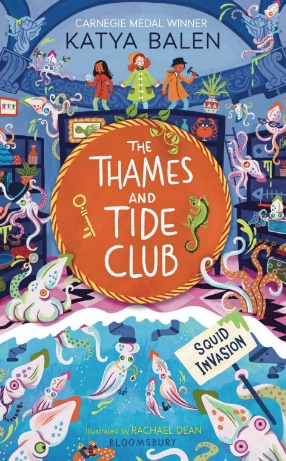 CARNEGIE MEDAL WINNER
KATYA BALEN
THE
THAMES
AND
TIDE
CLUB
SQUID
INVASION
Illustrated by RACHAEL DEAN
BLOOMSBURY